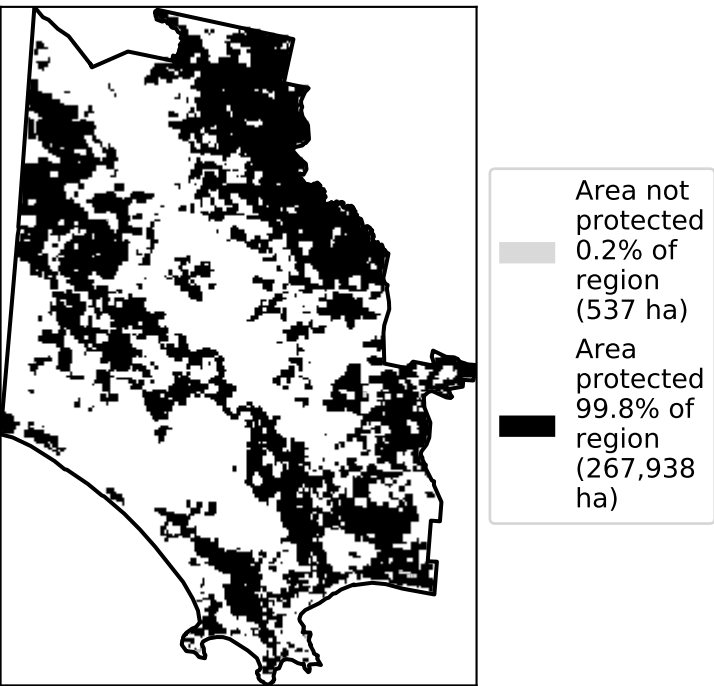 Area not
protected
0.2% of
region
(537 ha)
Area
protected
99.8% of
region
(267,938
ha)